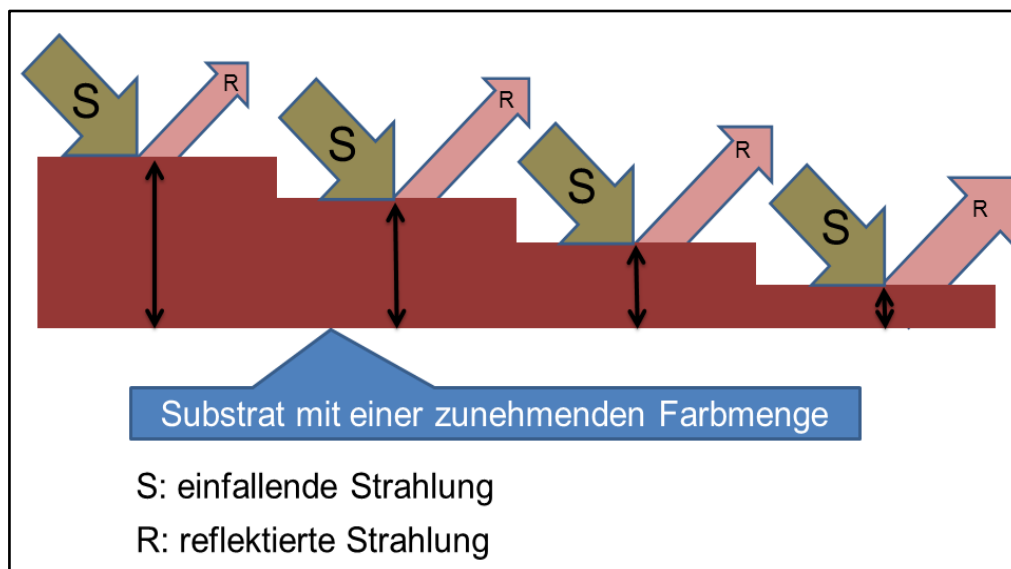 S R
S R
S R
S R
Substrat mit einer zunehmenden Farbmenge
S: einfallende Strahlung
R: reflektierte Strahlung